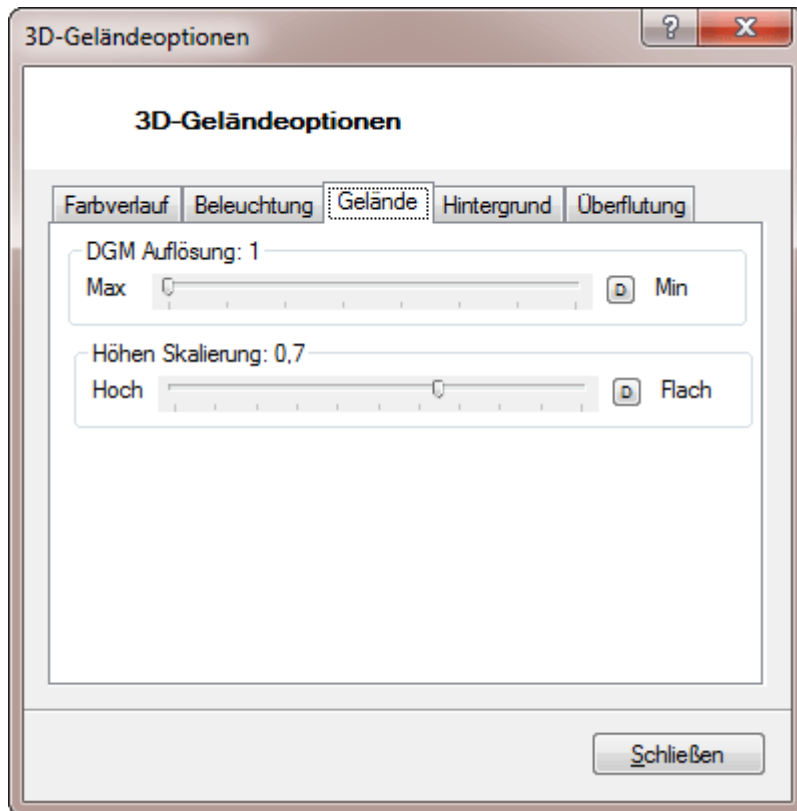 3D-Geländeoptionen
?
3D-Geländeoptionen
Farbverlauf Beleuchtung Gelände Hintergrund Überflutung
DGM Auflösung: 1
Max D Min
Höhen Skalierung: 0,7
Hoch D Flach
Schließen